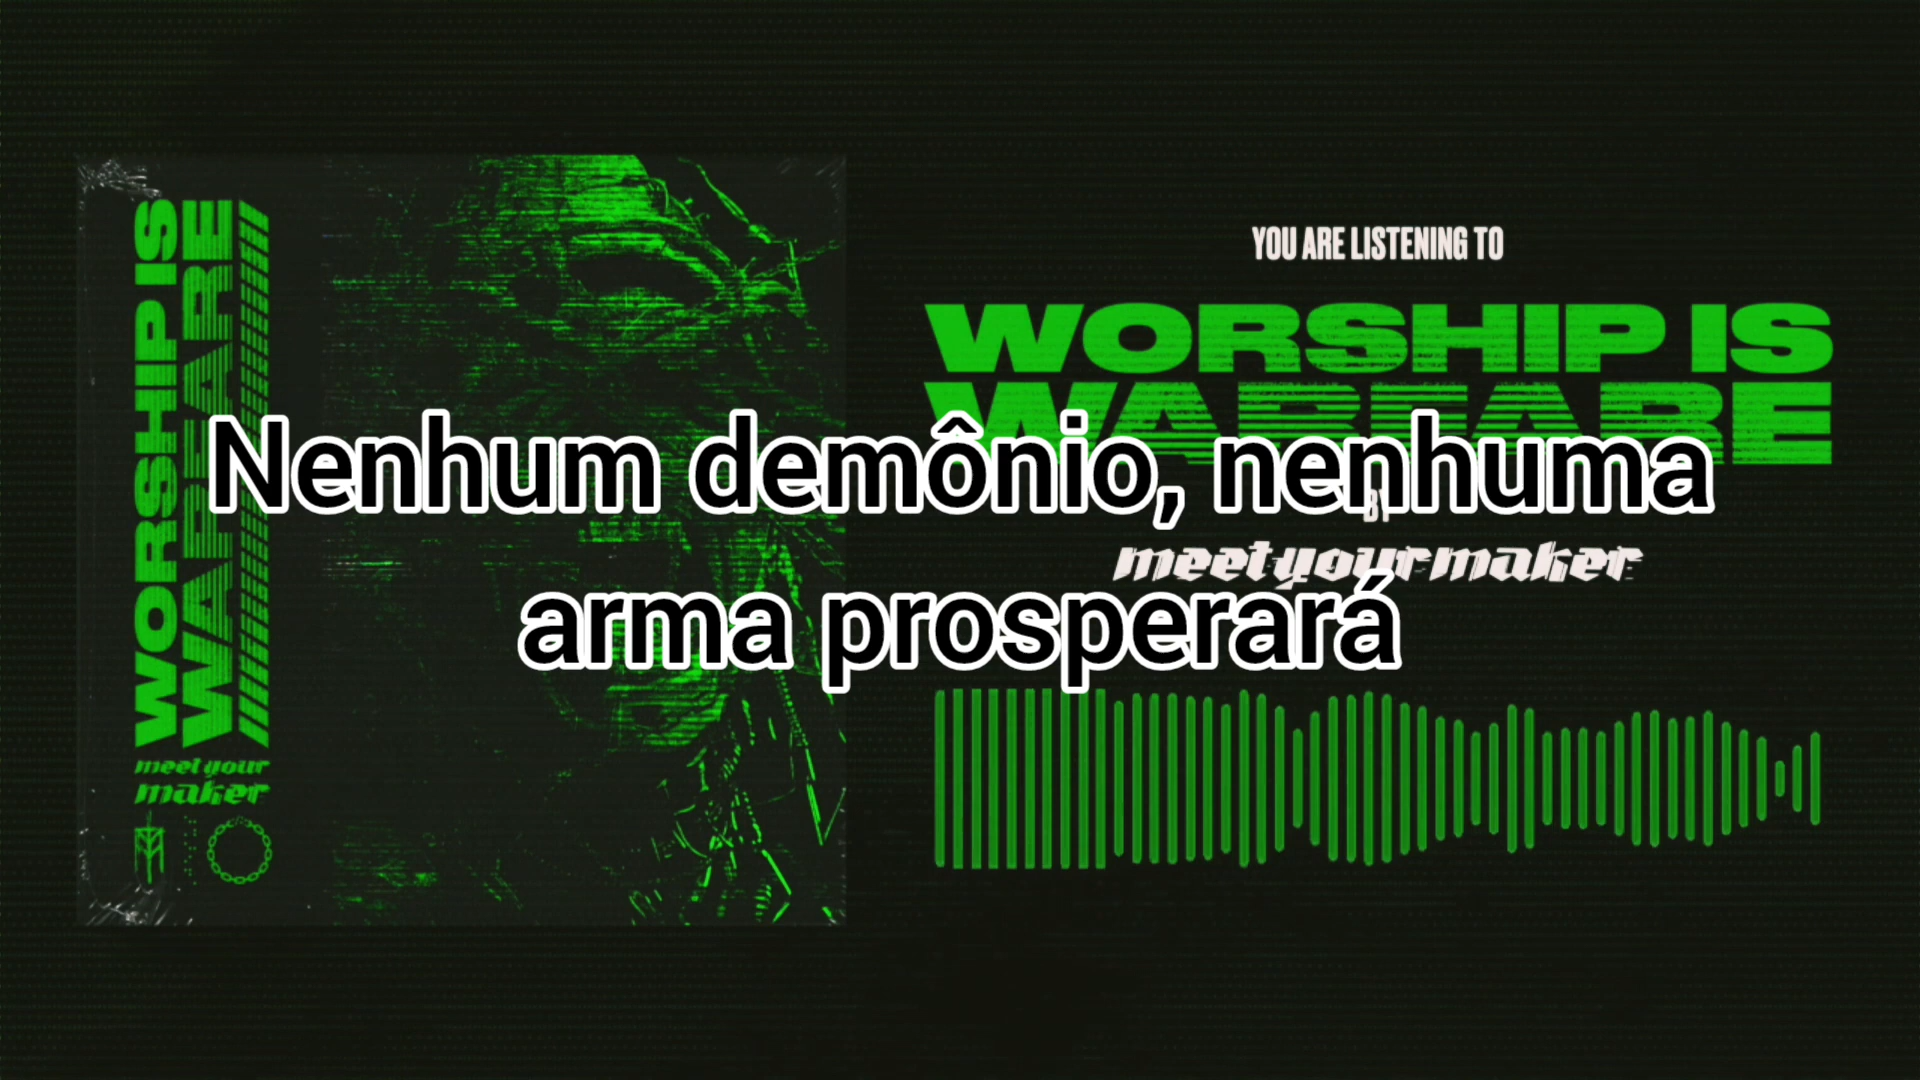 WORSHIP IS
WARFARE
meet your
maker
YOU ARE LISTENING TO
WORSHIP IS
WARFARE
BY
meet your maker
Nenhum demônio, nenhuma
arma prosperará